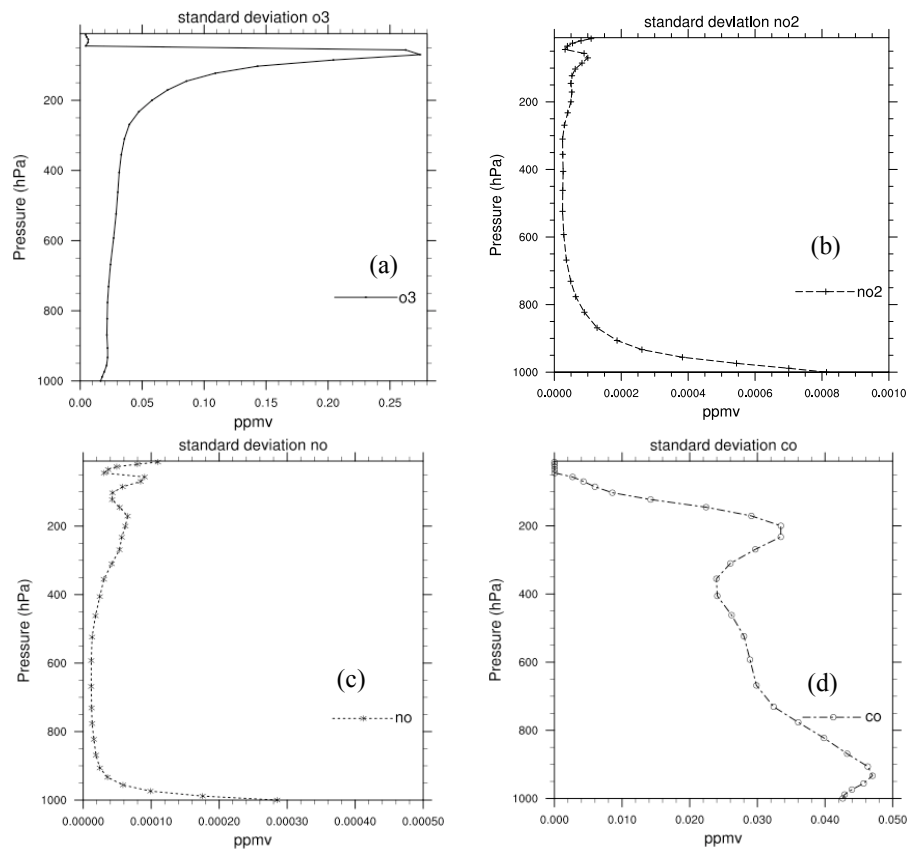 standard deviation o3
Pressure (hPa)
200
400
600
800
1000
0.00 0.05 0.10 0.15 0.20 0.25
ppmv
(a)
o3
standard deviation no2
Pressure (hPa)
200
400
600
800
1000
0.0000 0.0002 0.0004 0.0006 0.0008 0.0010
ppmv
(b)
no2
standard deviation no
Pressure (hPa)
200
400
600
800
1000
0.00000 0.00010 0.00020 0.00030 0.00040 0.00050
ppmv
(c)
no
standard deviation co
Pressure (hPa)
200
400
600
800
1000
0.000 0.010 0.020 0.030 0.040 0.050
ppmv
(d)
co